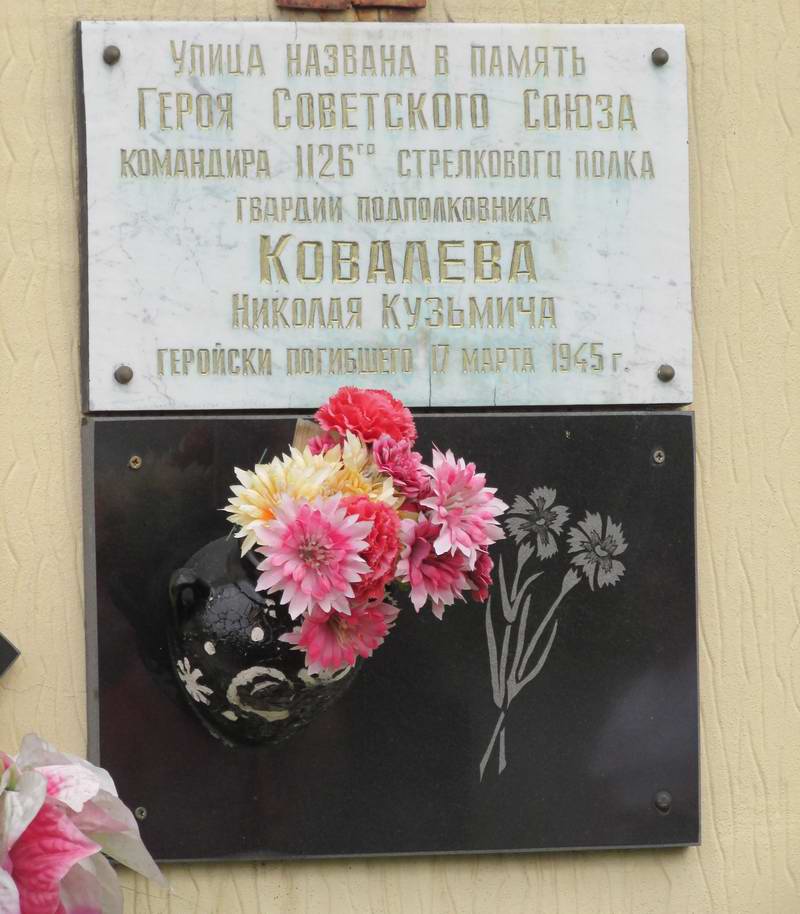 Улица названа в память
Героя Советского Союза
командира 1126го стрелкового полка
гвардии подполковника
Ковалева
Николая Кузьмича
геройски погибшего 17 марта 1945 г.